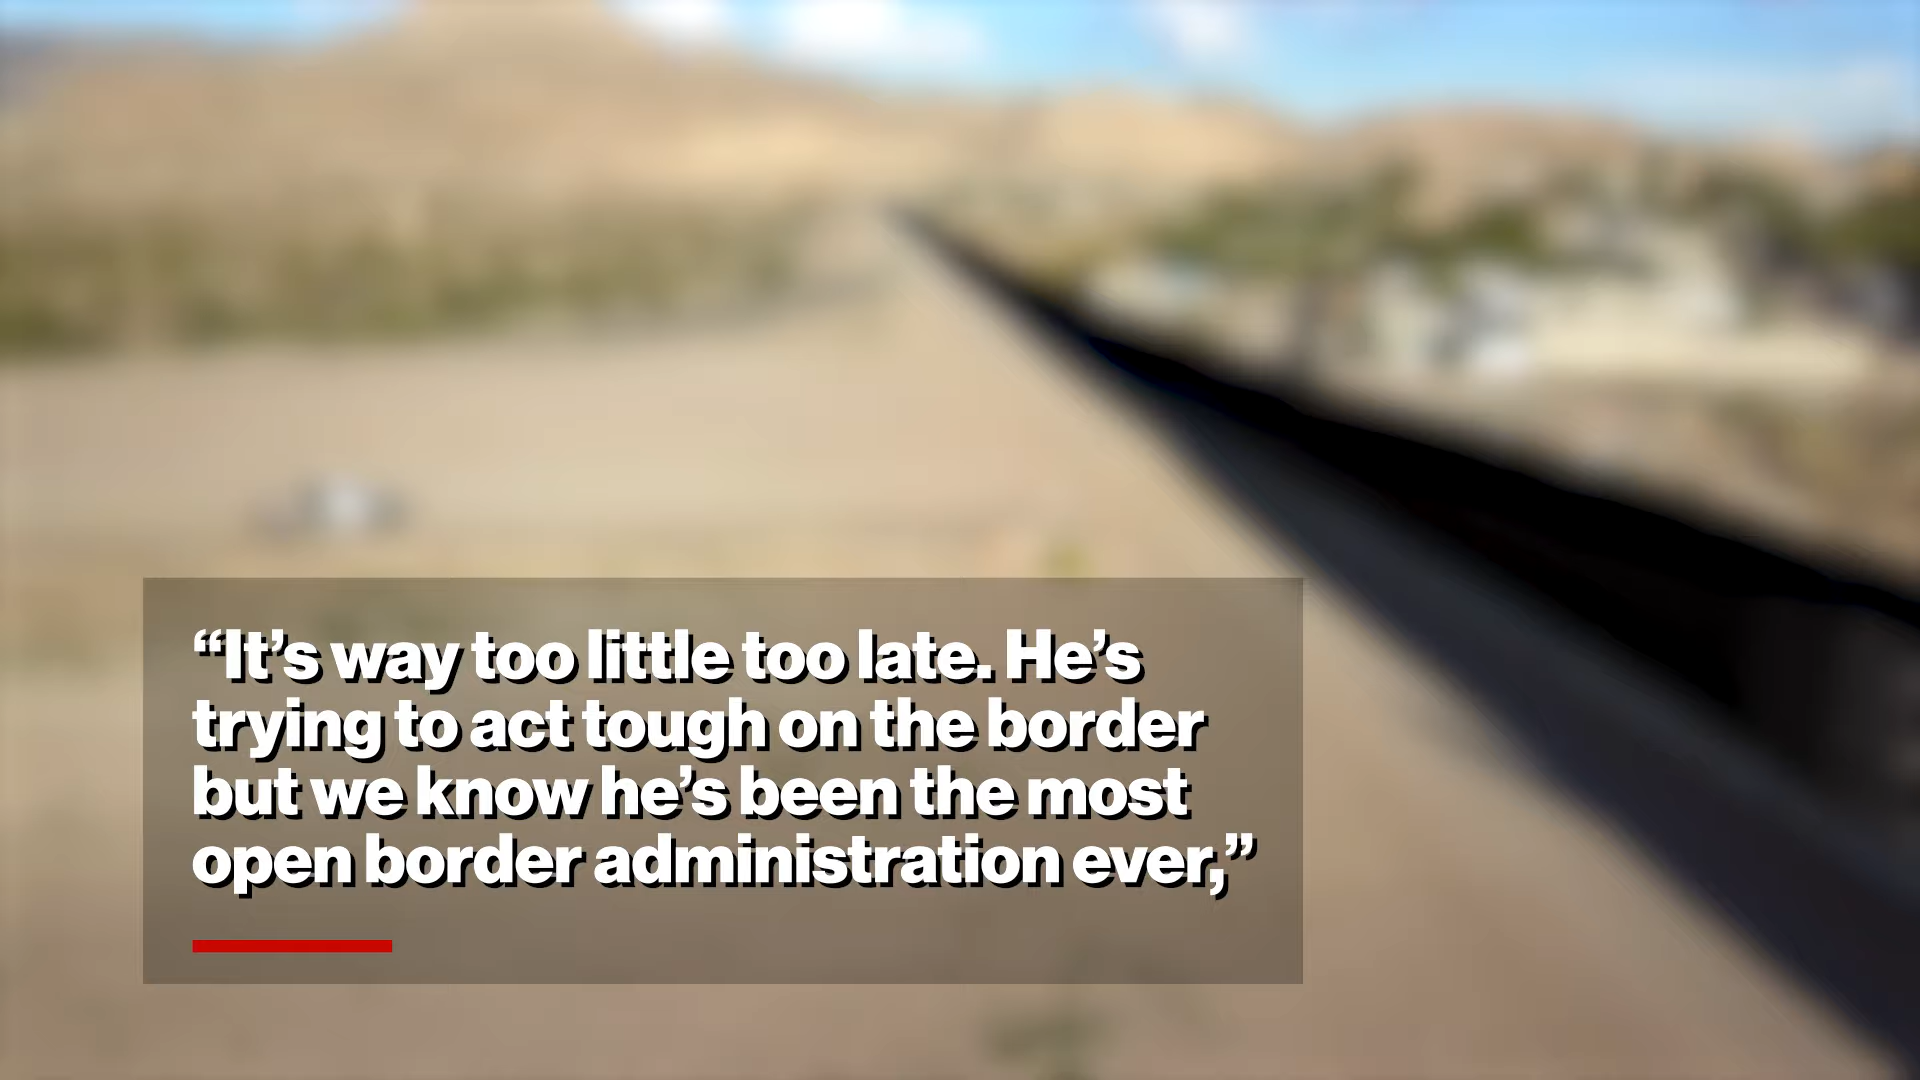 “It’s way too little too late. He’s
trying to act tough on the border
but we know he’s been the most
open border administration ever,”